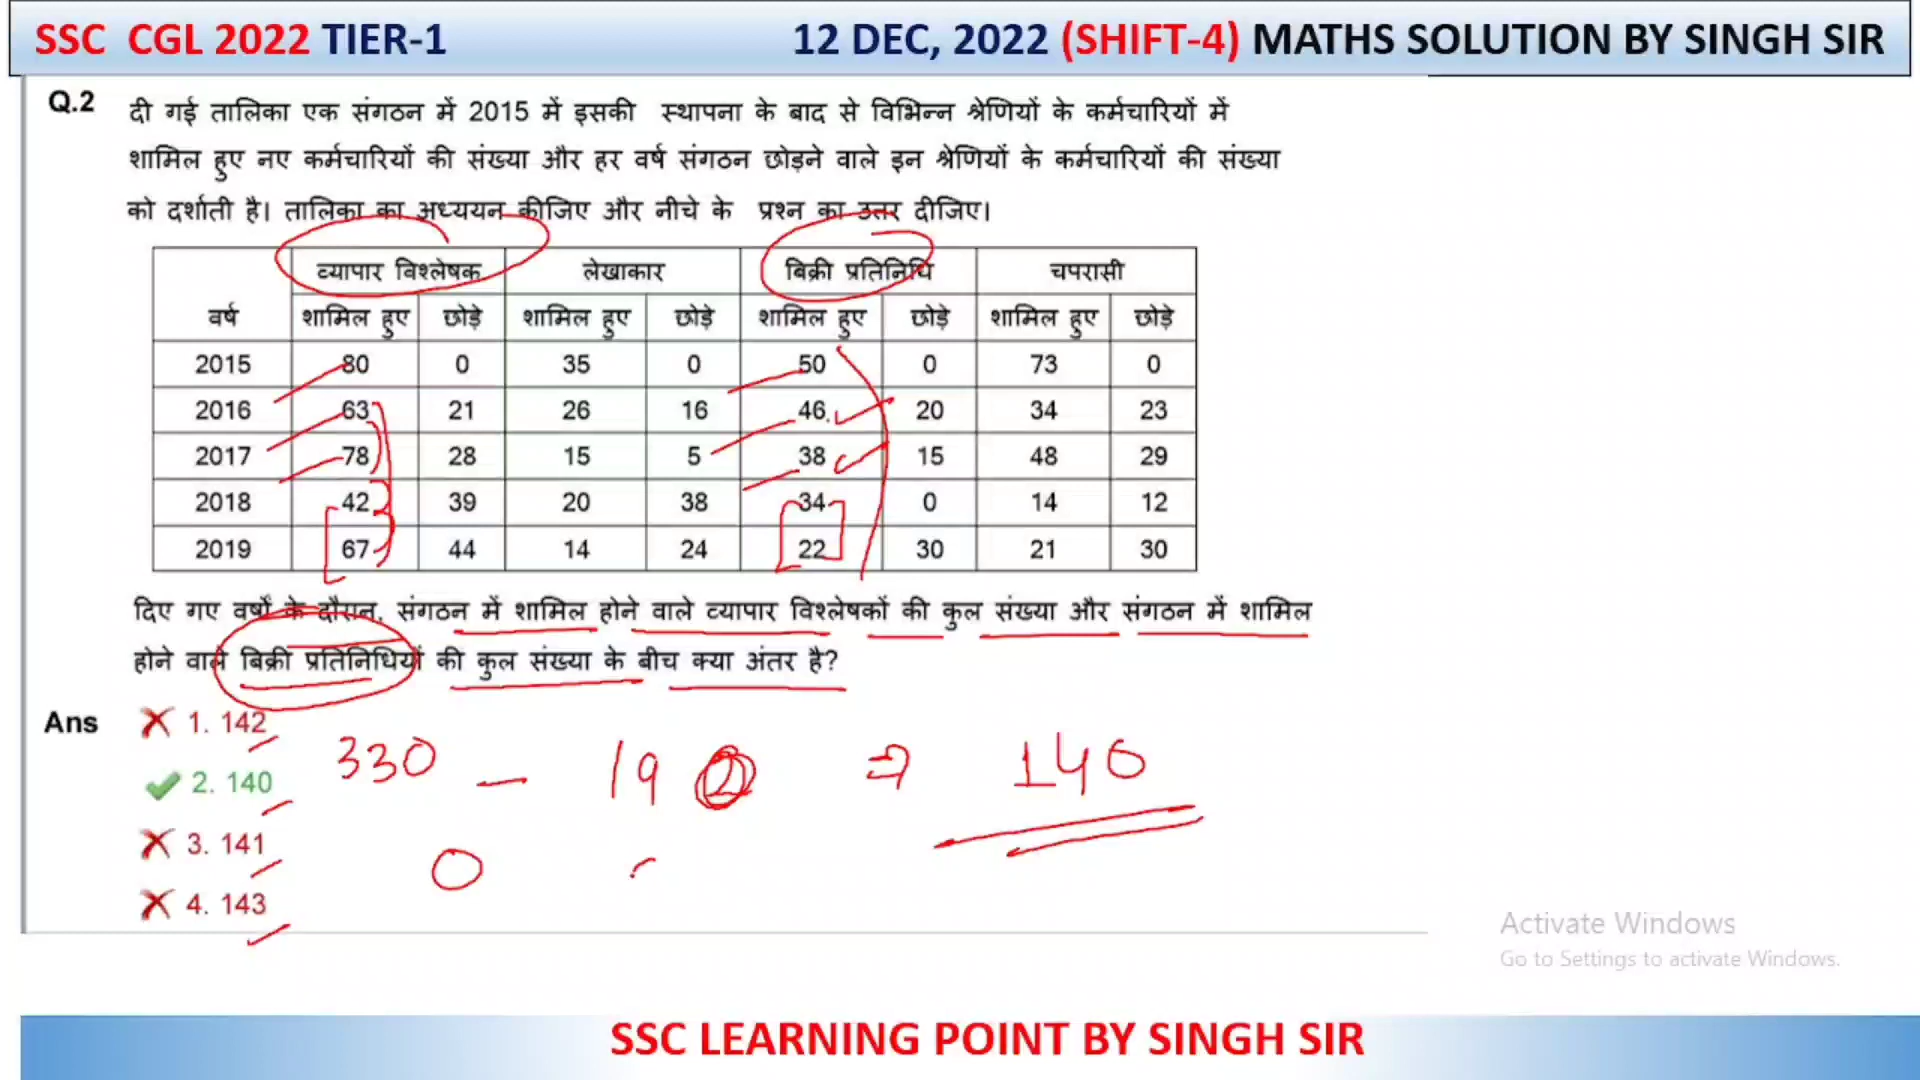 SSC CGL 2022 TIER-1 12 DEC, 2022 (SHIFT-4) MATHS SOLUTION BY SINGH SIR
Q.2 दी गई तालिका एक संगठन में 2015 में इसकी स्थापना के बाद से विभिन्न श्रेणियों के कर्मचारियों में
शामिल हुए नए कर्मचारियों की संख्या और हर वर्ष संगठन छोड़ने वाले इन श्रेणियों के कर्मचारियों की संख्या
को दर्शाती है। तालिका का अध्ययन कीजिए और नीचे के प्रश्न का उत्तर दीजिए।
व्यापार विश्लेषक लेखाकार बिक्री प्रतिनिधि चपरासी
वर्ष शामिल हुए छोड़े शामिल हुए छोड़े शामिल हुए छोड़े शामिल हुए छोड़े
2015 80 0 35 0 50 0 73 0
2016 63 21 26 16 46 20 34 23
2017 78 28 15 5 38 15 48 29
2018 42 39 20 38 34 0 14 12
2019 67 44 14 24 22 30 21 30
दिए गए वर्षों के दौरान, संगठन में शामिल होने वाले व्यापार विश्लेषकों की कुल संख्या और संगठन में शामिल
होने वाले बिक्री प्रतिनिधियों की कुल संख्या के बीच क्या अंतर है?
Ans 1. 142
2. 140
3. 141
4. 143
330 - 190 ⇒ 140
0
Activate Windows
Go to Settings to activate Windows.
SSC LEARNING POINT BY SINGH SIR